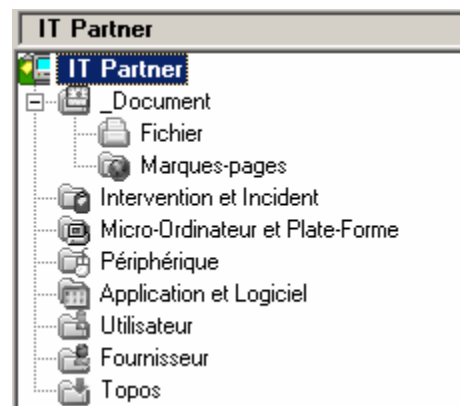 IT Partner
IT Partner
_Document
Fichier
Marques-pages
Intervention et Incident
Micro-Ordinateur et Plate-Forme
Périphérique
Application et Logiciel
Utilisateur
Fournisseur
Topos